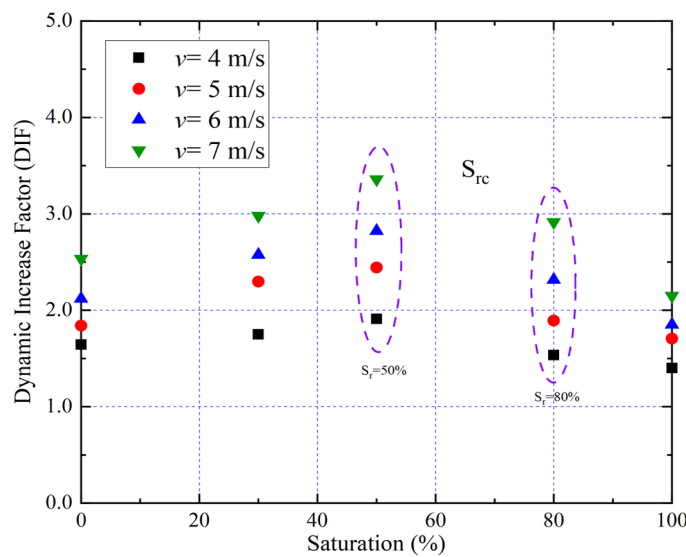 5.0
4.0
3.0
2.0
1.0
0.0
Dynamic Increase Factor (DIF)
v= 4 m/s
v= 5 m/s
v= 6 m/s
v= 7 m/s
Src
Sr=50%
Sr=80%
0
20
40
60
80
100
Saturation (%)